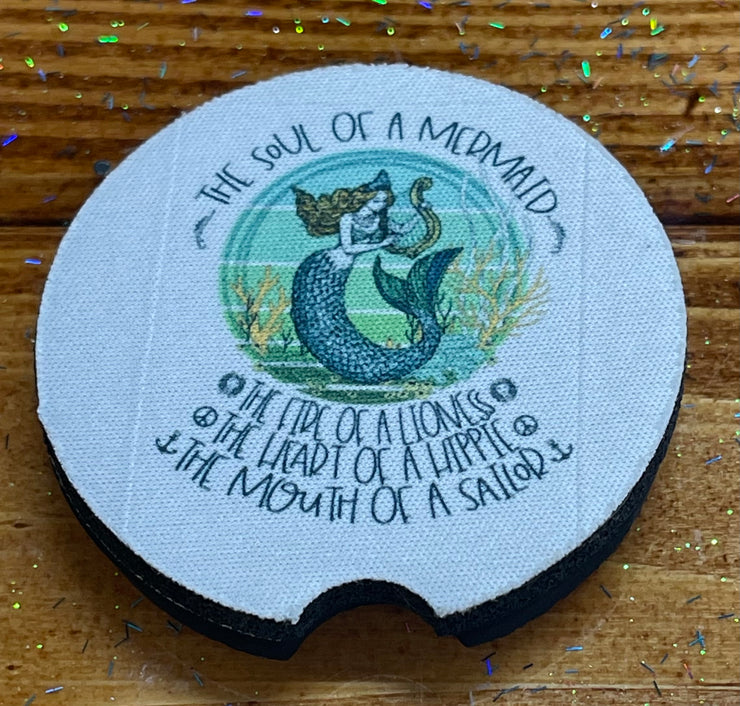 THE SOUL OF A MERMAID
THE FIRE OF A LIONESS
THE HEART OF A HIPPIE
THE MOUTH OF A SAILOR